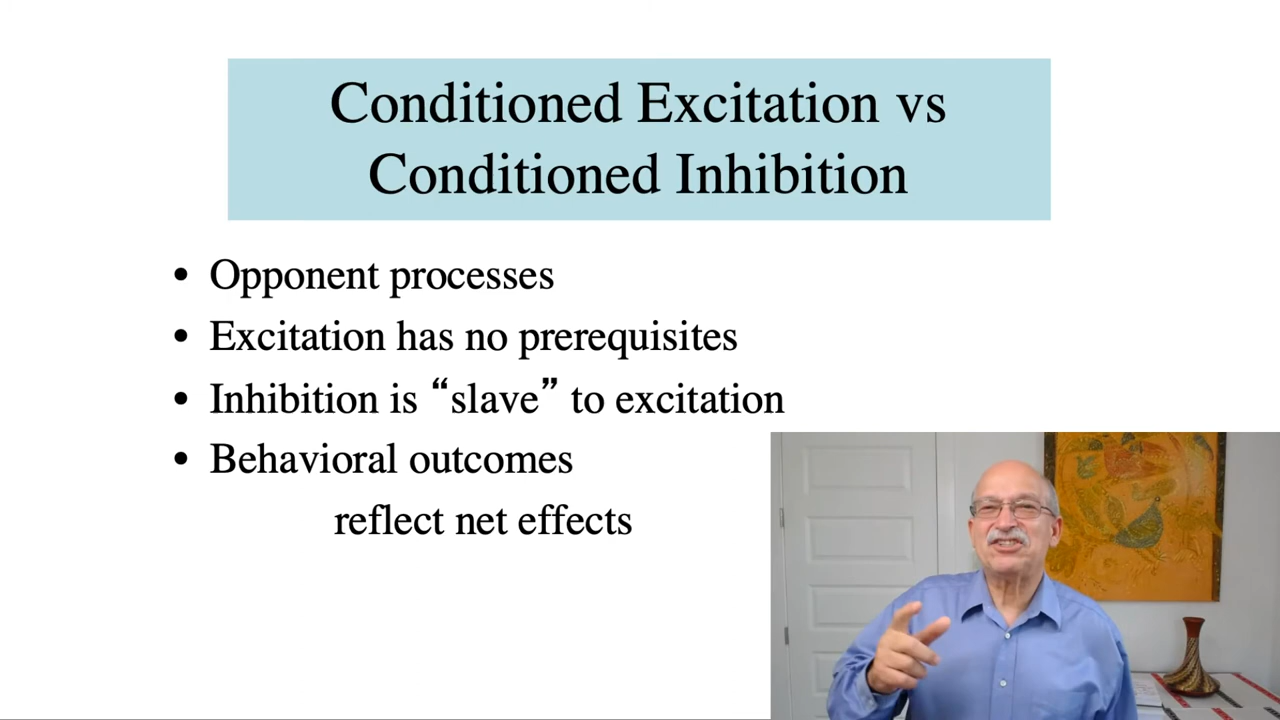 Conditioned Excitation vs
Conditioned Inhibition
• Opponent processes
• Excitation has no prerequisites
• Inhibition is “slave” to excitation
• Behavioral outcomes
reflect net effects